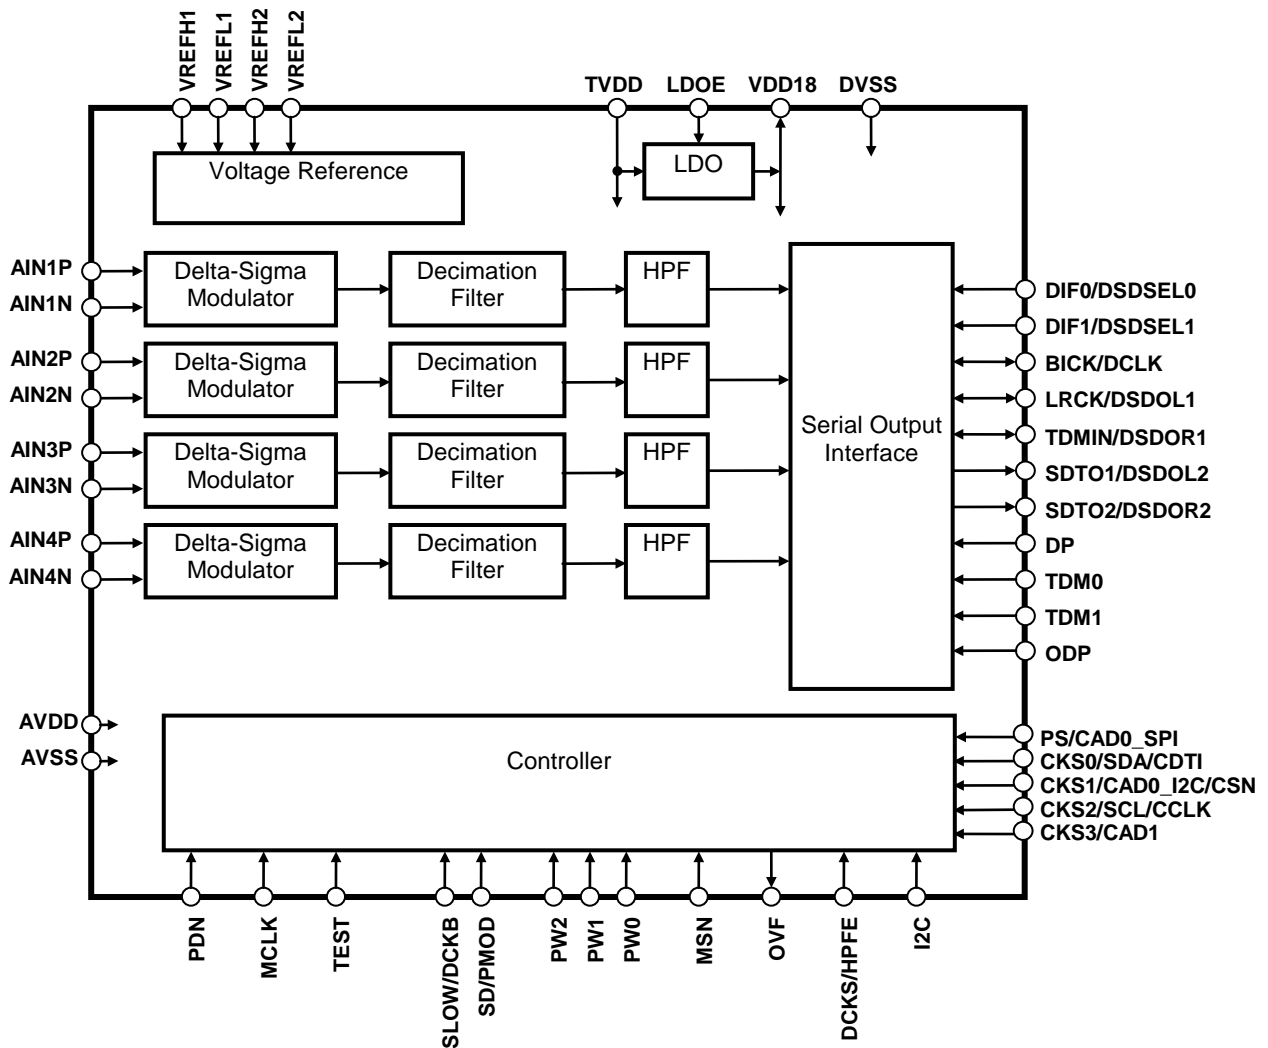 VREFH1
VREFL1
VREFH2
VREFL2
TVDD
LDOE
VDD18
DVSS
Voltage Reference
LDO
AIN1P
AIN1N
Delta-Sigma
Modulator
Decimation
Filter
HPF
AIN2P
AIN2N
Delta-Sigma
Modulator
Decimation
Filter
HPF
AIN3P
AIN3N
Delta-Sigma
Modulator
Decimation
Filter
HPF
AIN4P
AIN4N
Delta-Sigma
Modulator
Decimation
Filter
HPF
Serial Output
Interface
DIF0/DSDSEL0
DIF1/DSDSEL1
BICK/DCLK
LRCK/DSDOL1
TDMIN/DSDOR1
SDTO1/DSDOL2
SDTO2/DSDOR2
DP
TDM0
TDM1
ODP
AVDD
AVSS
Controller
PS/CAD0_SPI
CKS0/SDA/CDTI
CKS1/CAD0_I2C/CSN
CKS2/SCL/CCLK
CKS3/CAD1
PDN
MCLK
TEST
SLOW/DCKB
SD/PMOD
PW2
PW1
PW0
MSN
OVF
DCKS/HPFE
I2C